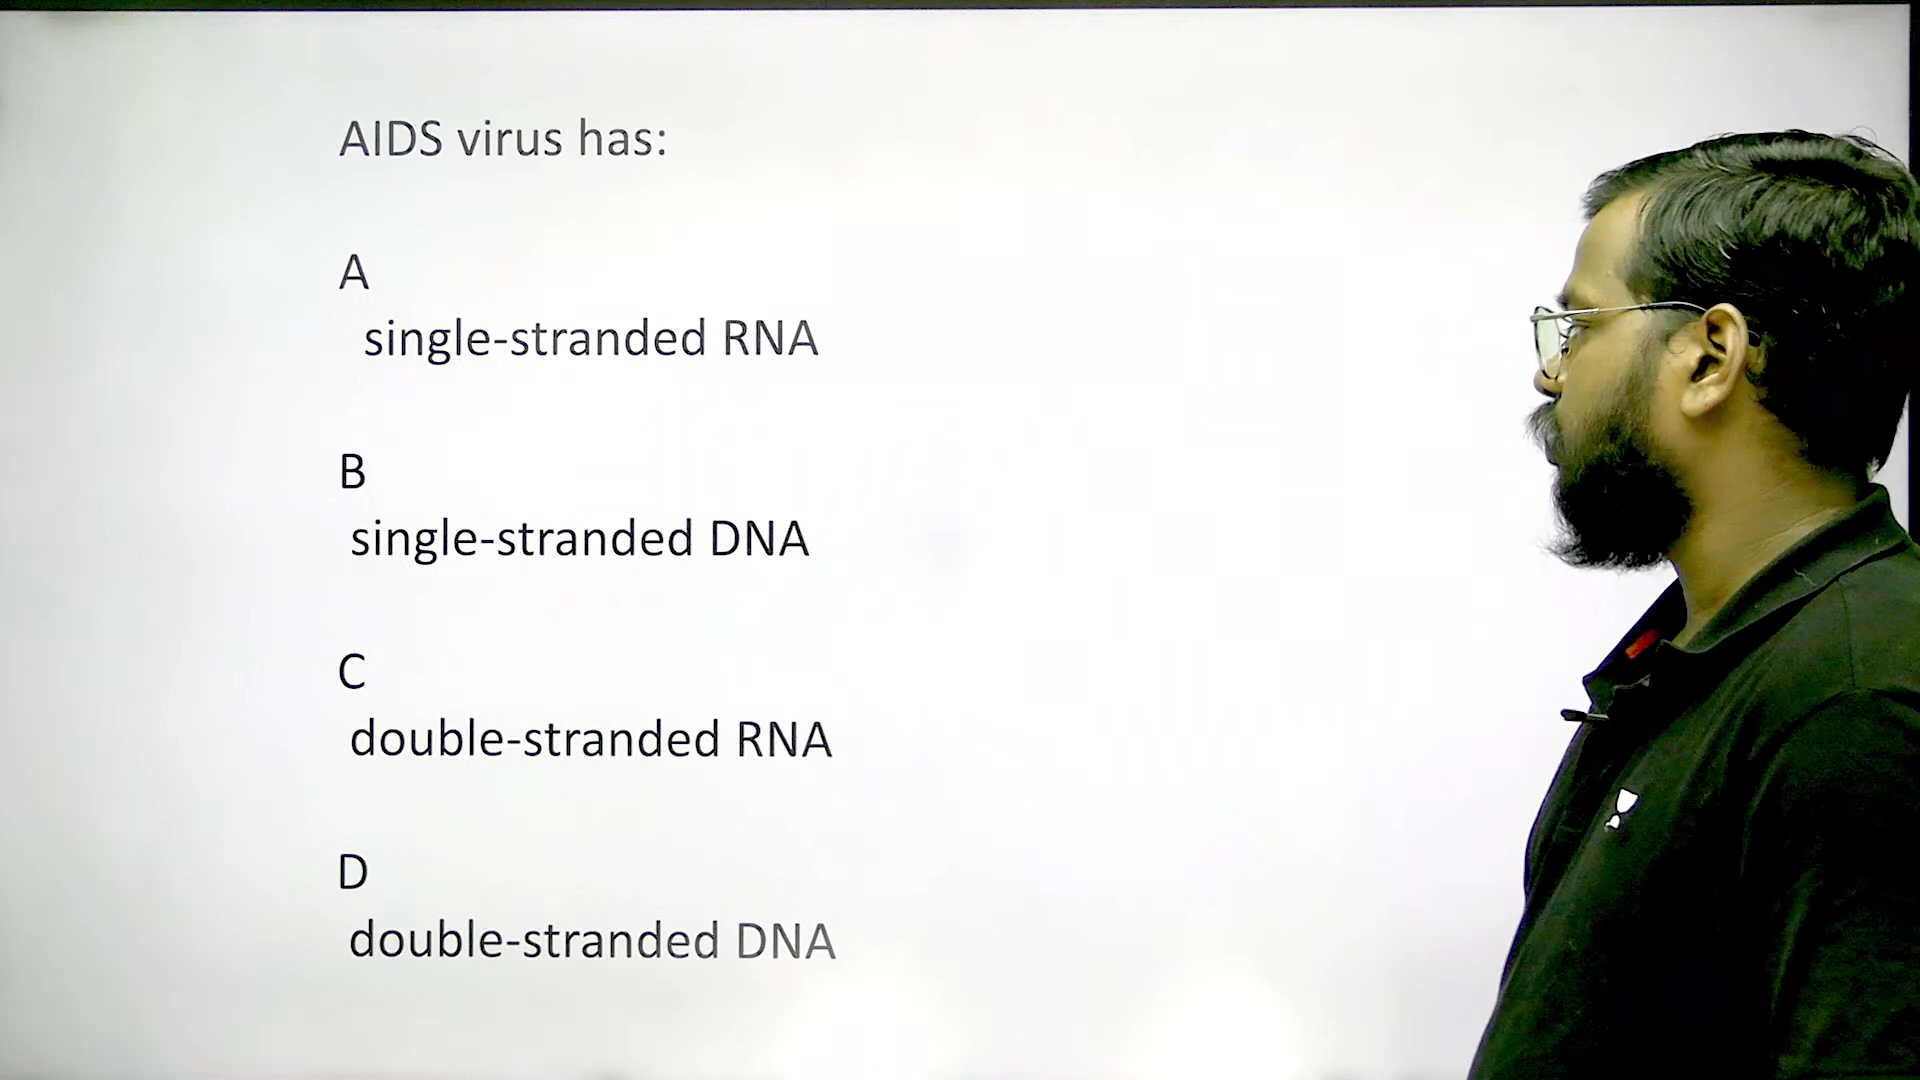 AIDS virus has:
A
single-stranded RNA
B
single-stranded DNA
C
double-stranded RNA
D
double-stranded DNA